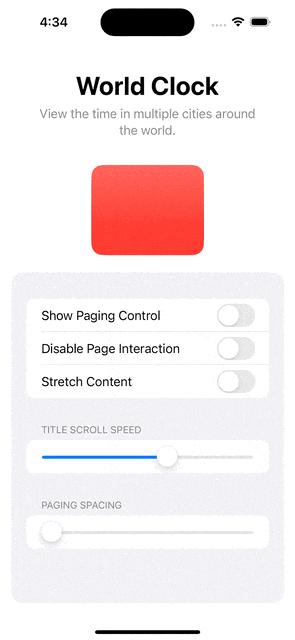 4:34
World Clock
View the time in multiple cities around
the world.
Show Paging Control
Disable Page Interaction
Stretch Content
TITLE SCROLL SPEED
PAGING SPACING